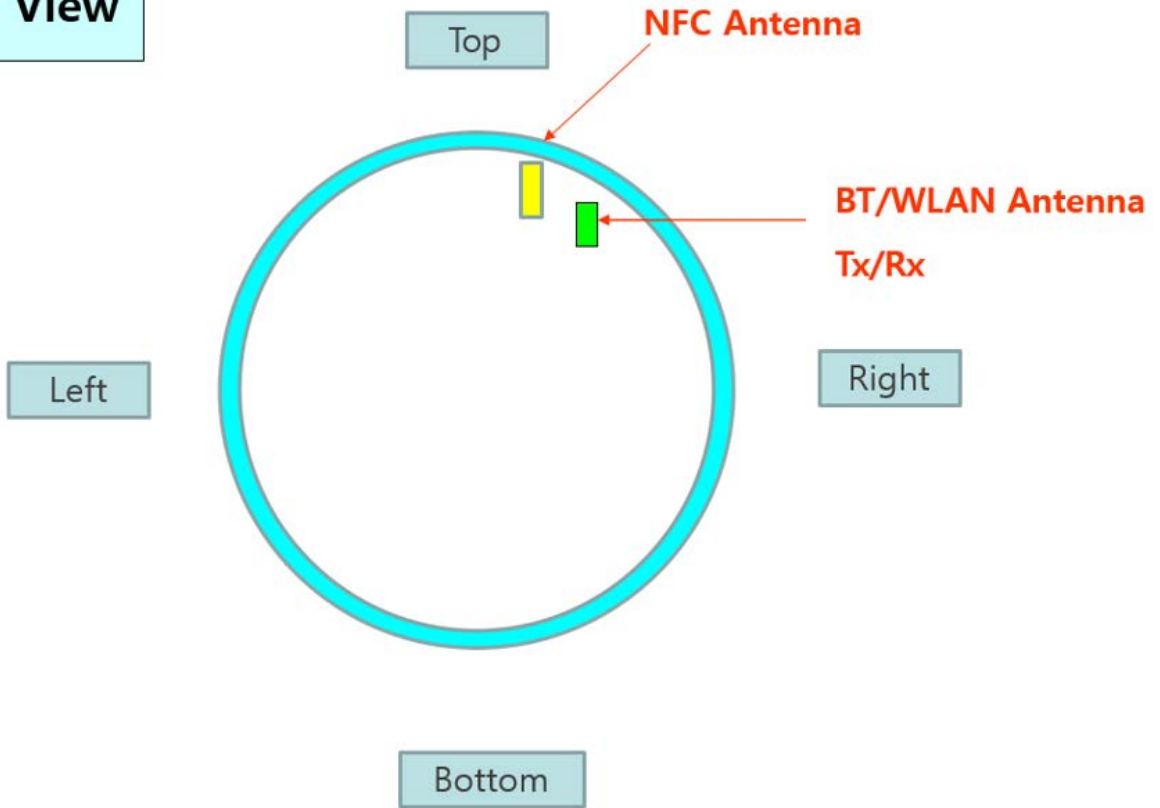 View
Top
NFC Antenna
BT/WLAN Antenna
Tx/Rx
Left
Right
Bottom